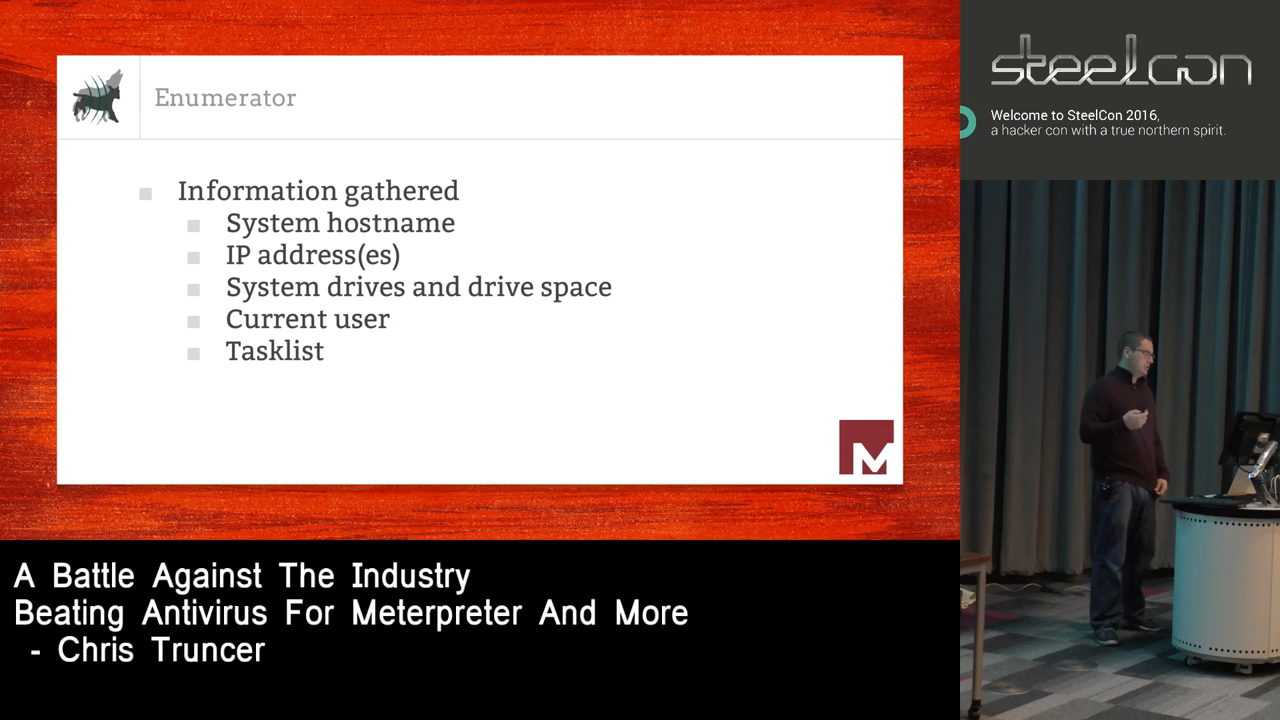 Enumerator
Information gathered
System hostname
IP address(es)
System drives and drive space
Current user
Tasklist
M
steelcon
Welcome to SteelCon 2016,
a hacker con with a true northern spirit.
A Battle Against The Industry
Beating Antivirus For Meterpreter And More
- Chris Truncer